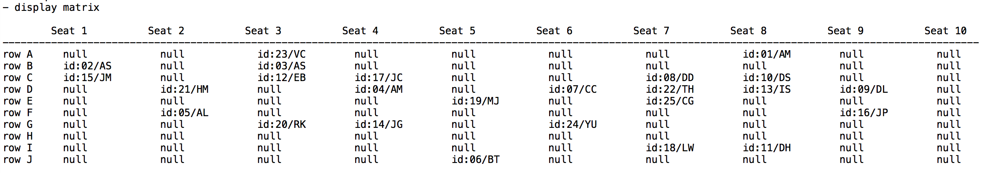 - display matrix
Seat 1 Seat 2 Seat 3 Seat 4 Seat 5 Seat 6 Seat 7 Seat 8 Seat 9 Seat 10
row A null null id:23/VC null null null null id:01/AM null null
row B id:02/AS null id:03/AS null null null null null null null
row C id:15/JM null id:12/EB id:17/JC null null id:08/DD id:10/DS null null
row D null id:21/HM null id:04/AM null id:07/CC id:22/TH id:13/IS id:09/DL null
row E null null null null id:19/MJ null id:25/CG null null null
row F null id:05/AL null null null null null null id:16/JP null
row G null null id:20/RK id:14/JG null id:24/YU null null null null
row H null null null null null null null null null null
row I null null null null null null id:18/LW id:11/DH null null
row J null null null null id:06/BT null null null null null